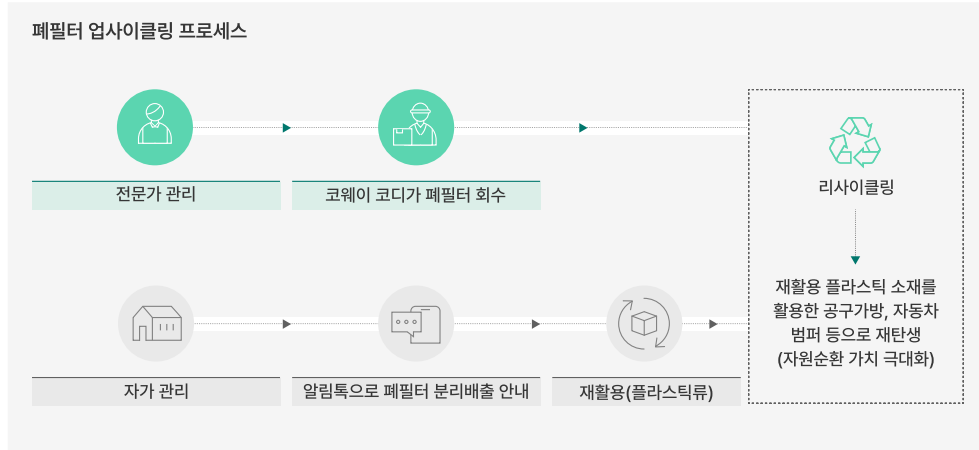 폐필터 업사이클링 프로세스
전문가 관리
코웨이 코디가 폐필터 회수
자가 관리
알림톡으로 폐필터 분리배출 안내
재활용(플라스틱류)
리사이클링
재활용 플라스틱 소재를
활용한 공구가방, 자동차
범퍼 등으로 재탄생
(자원순환 가치 극대화)